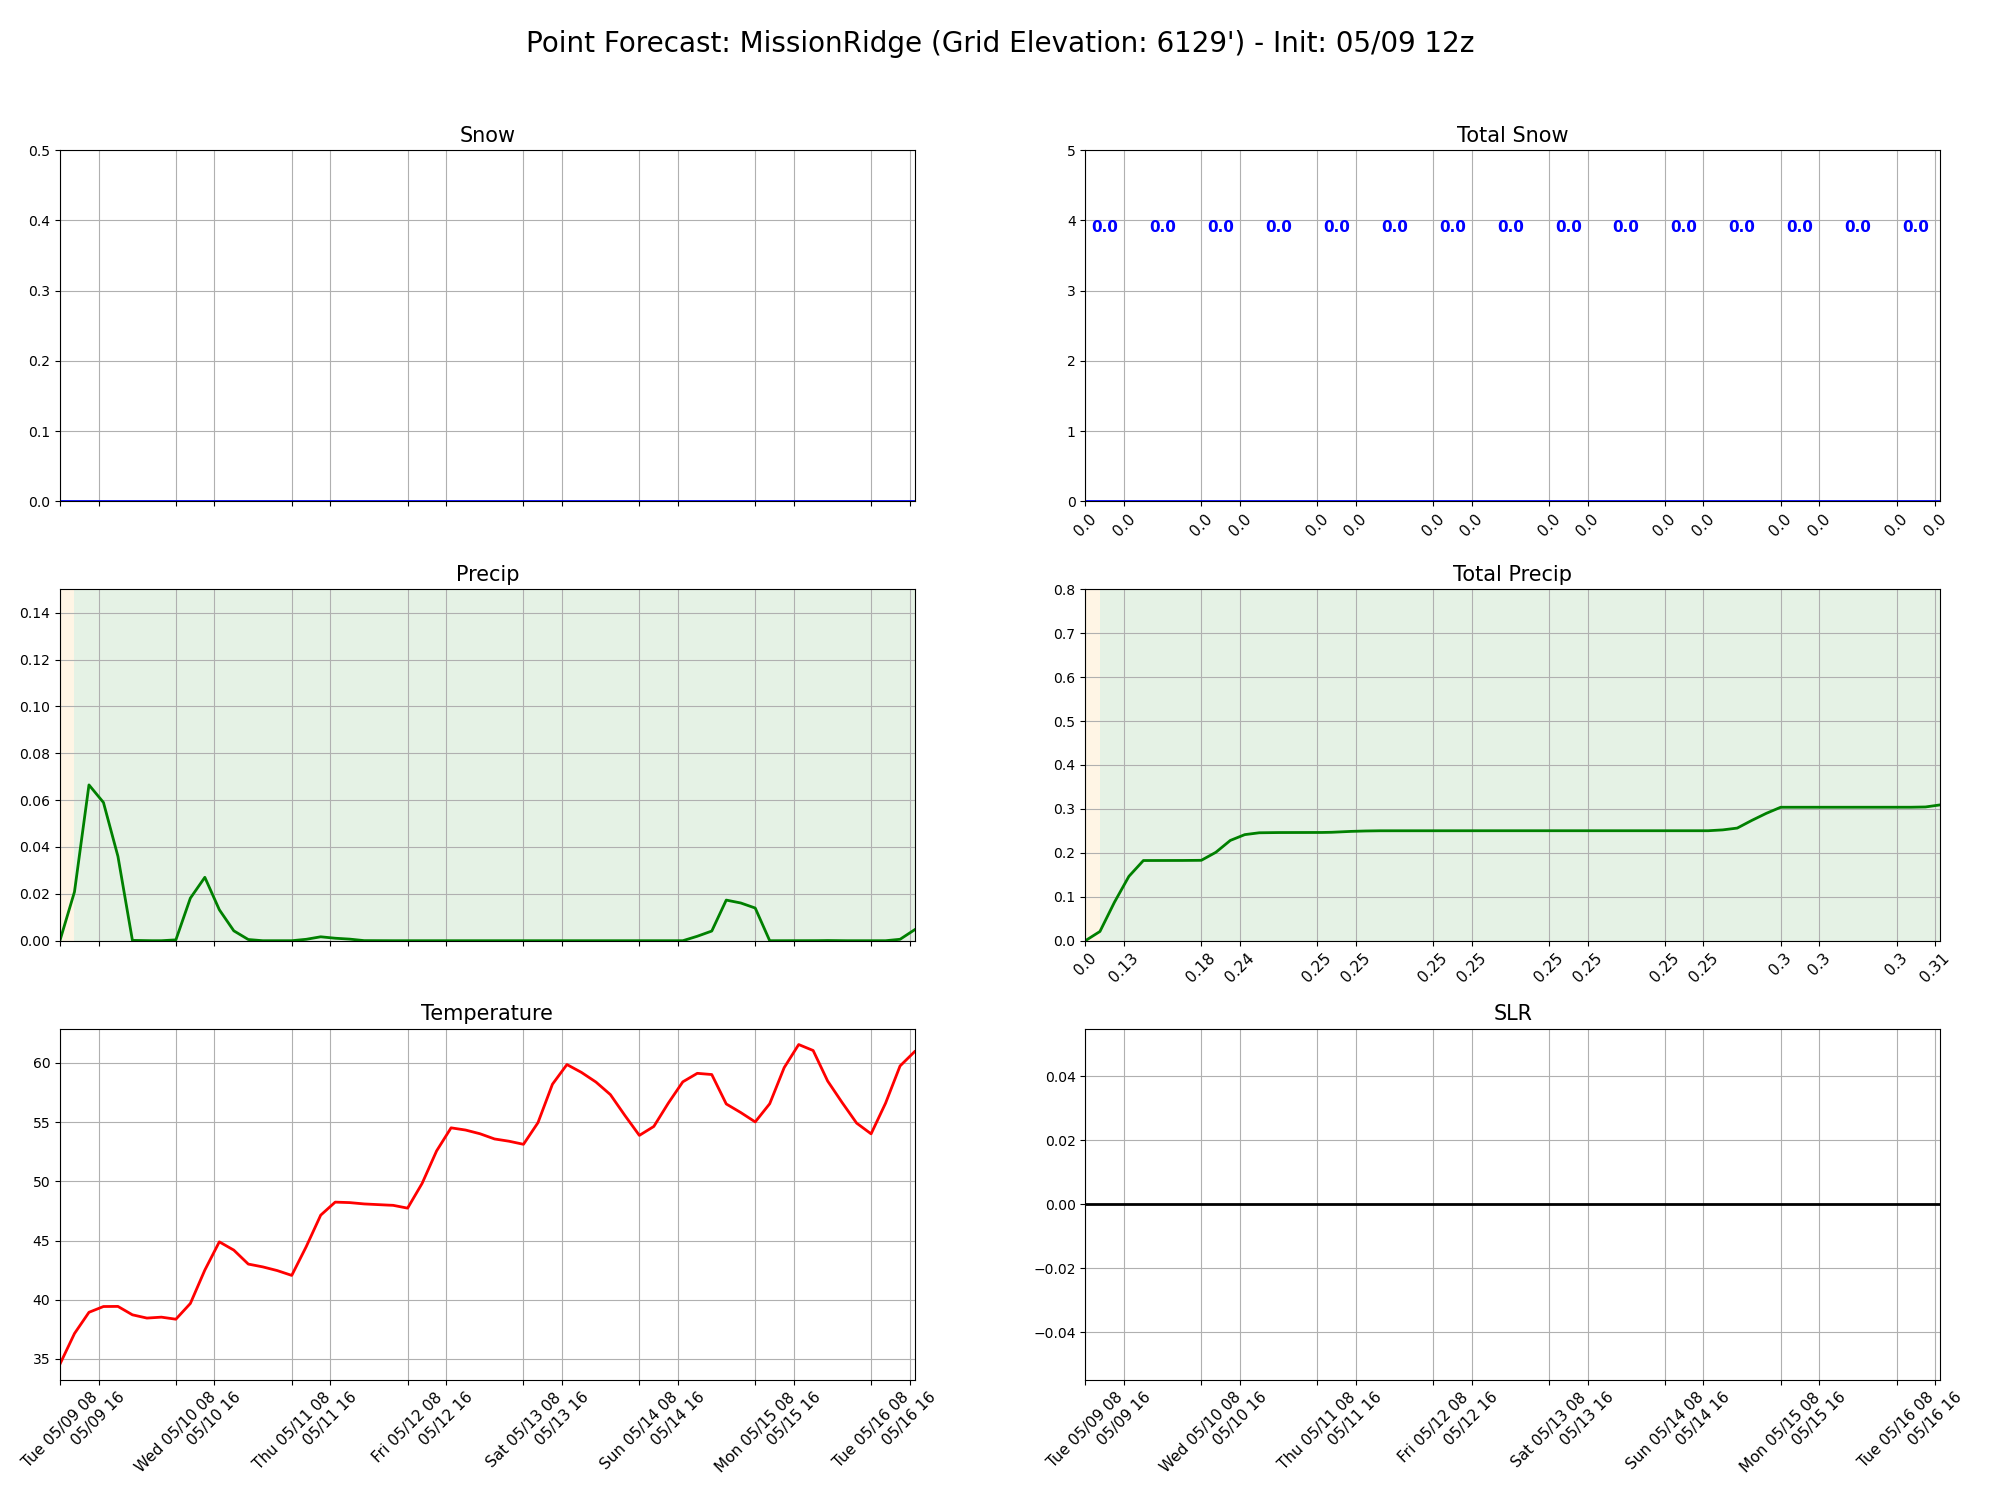 Point Forecast: MissionRidge (Grid Elevation: 6129') - Init: 05/09 12z
Snow
0.5
0.4
0.3
0.2
0.1
0.0
Total Snow
5
4
3
2
1
0
0.0 0.0 0.0 0.0 0.0 0.0 0.0 0.0 0.0 0.0 0.0 0.0 0.0 0.0 0.0
0.0 0.0 0.0 0.0 0.0 0.0 0.0 0.0 0.0 0.0 0.0 0.0 0.0 0.0 0.0 0.0
Precip
0.14
0.12
0.10
0.08
0.06
0.04
0.02
0.00
Total Precip
0.8
0.7
0.6
0.5
0.4
0.3
0.2
0.1
0.0
0.0 0.13 0.18 0.24 0.25 0.25 0.25 0.25 0.25 0.25 0.25 0.25 0.3 0.3 0.3 0.31
Temperature
60
55
50
45
40
35
Tue 05/09 08
05/09 16
Wed 05/10 08
05/10 16
Thu 05/11 08
05/11 16
Fri 05/12 08
05/12 16
Sat 05/13 08
05/13 16
Sun 05/14 08
05/14 16
Mon 05/15 08
05/15 16
Tue 05/16 08
05/16 16
SLR
0.04
0.02
0.00
−0.02
−0.04
Tue 05/09 08
05/09 16
Wed 05/10 08
05/10 16
Thu 05/11 08
05/11 16
Fri 05/12 08
05/12 16
Sat 05/13 08
05/13 16
Sun 05/14 08
05/14 16
Mon 05/15 08
05/15 16
Tue 05/16 08
05/16 16